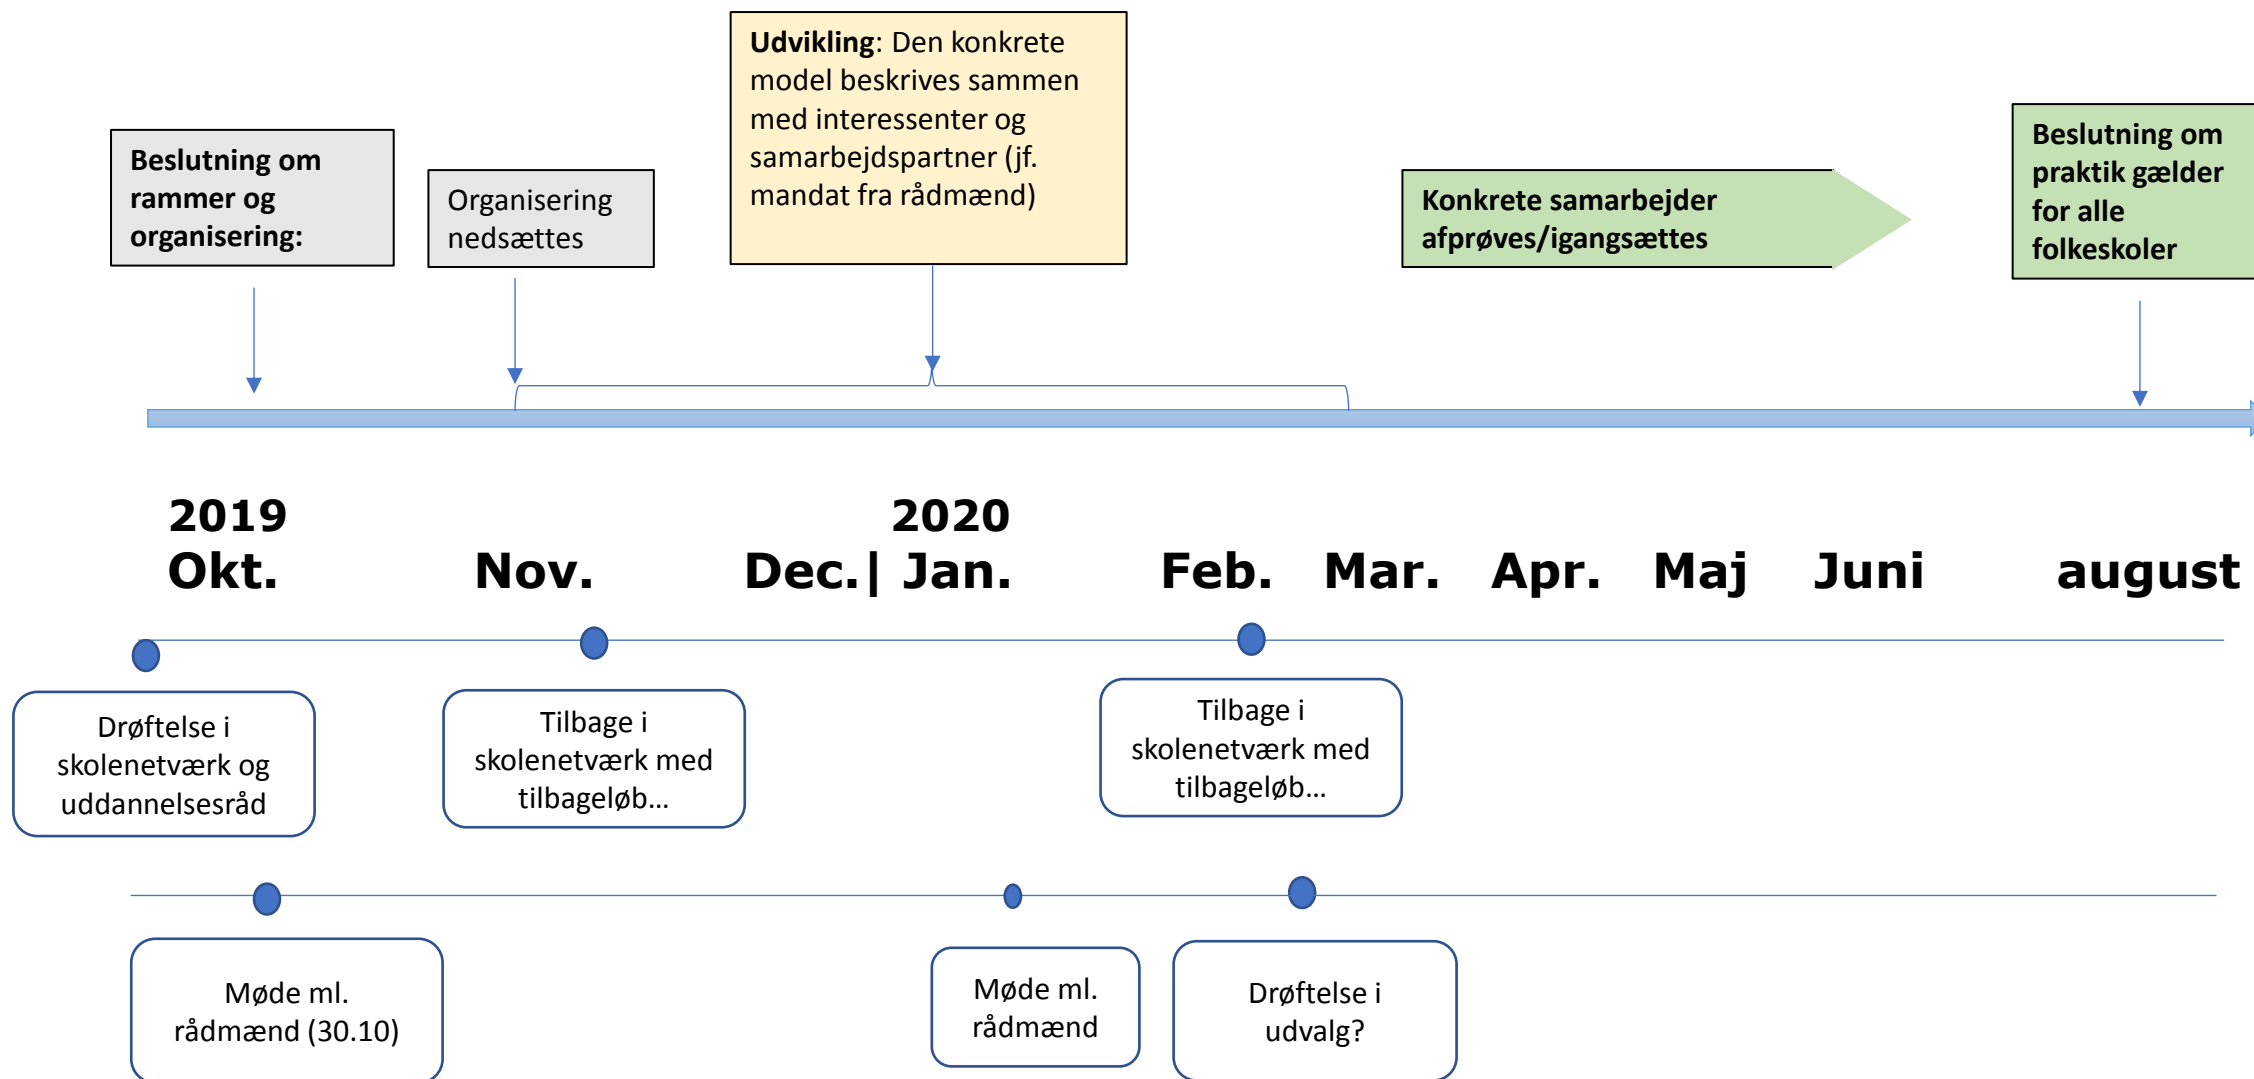 Udvikling: Den konkrete
model beskrives sammen
med interessenter og
samarbejdspartner (jf.
mandat fra rådmænd)
Beslutning om
rammer og
organisering:
Organisering
nedsættes
Konkrete samarbejder
afprøves/igangsættes
Beslutning om
praktik gælder
for alle
folkeskoler
2019
Okt.
Nov.
Dec.|
2020
Jan.
Feb.
Mar.
Apr.
Maj
Juni
august
Drøftelse i
skolenetværk og
uddannelsesråd
Tilbage i
skolenetværk med
tilbageløb…
Tilbage i
skolenetværk med
tilbageløb…
Møde ml.
rådmænd (30.10)
Møde ml.
rådmænd
Drøftelse i
udvalg?